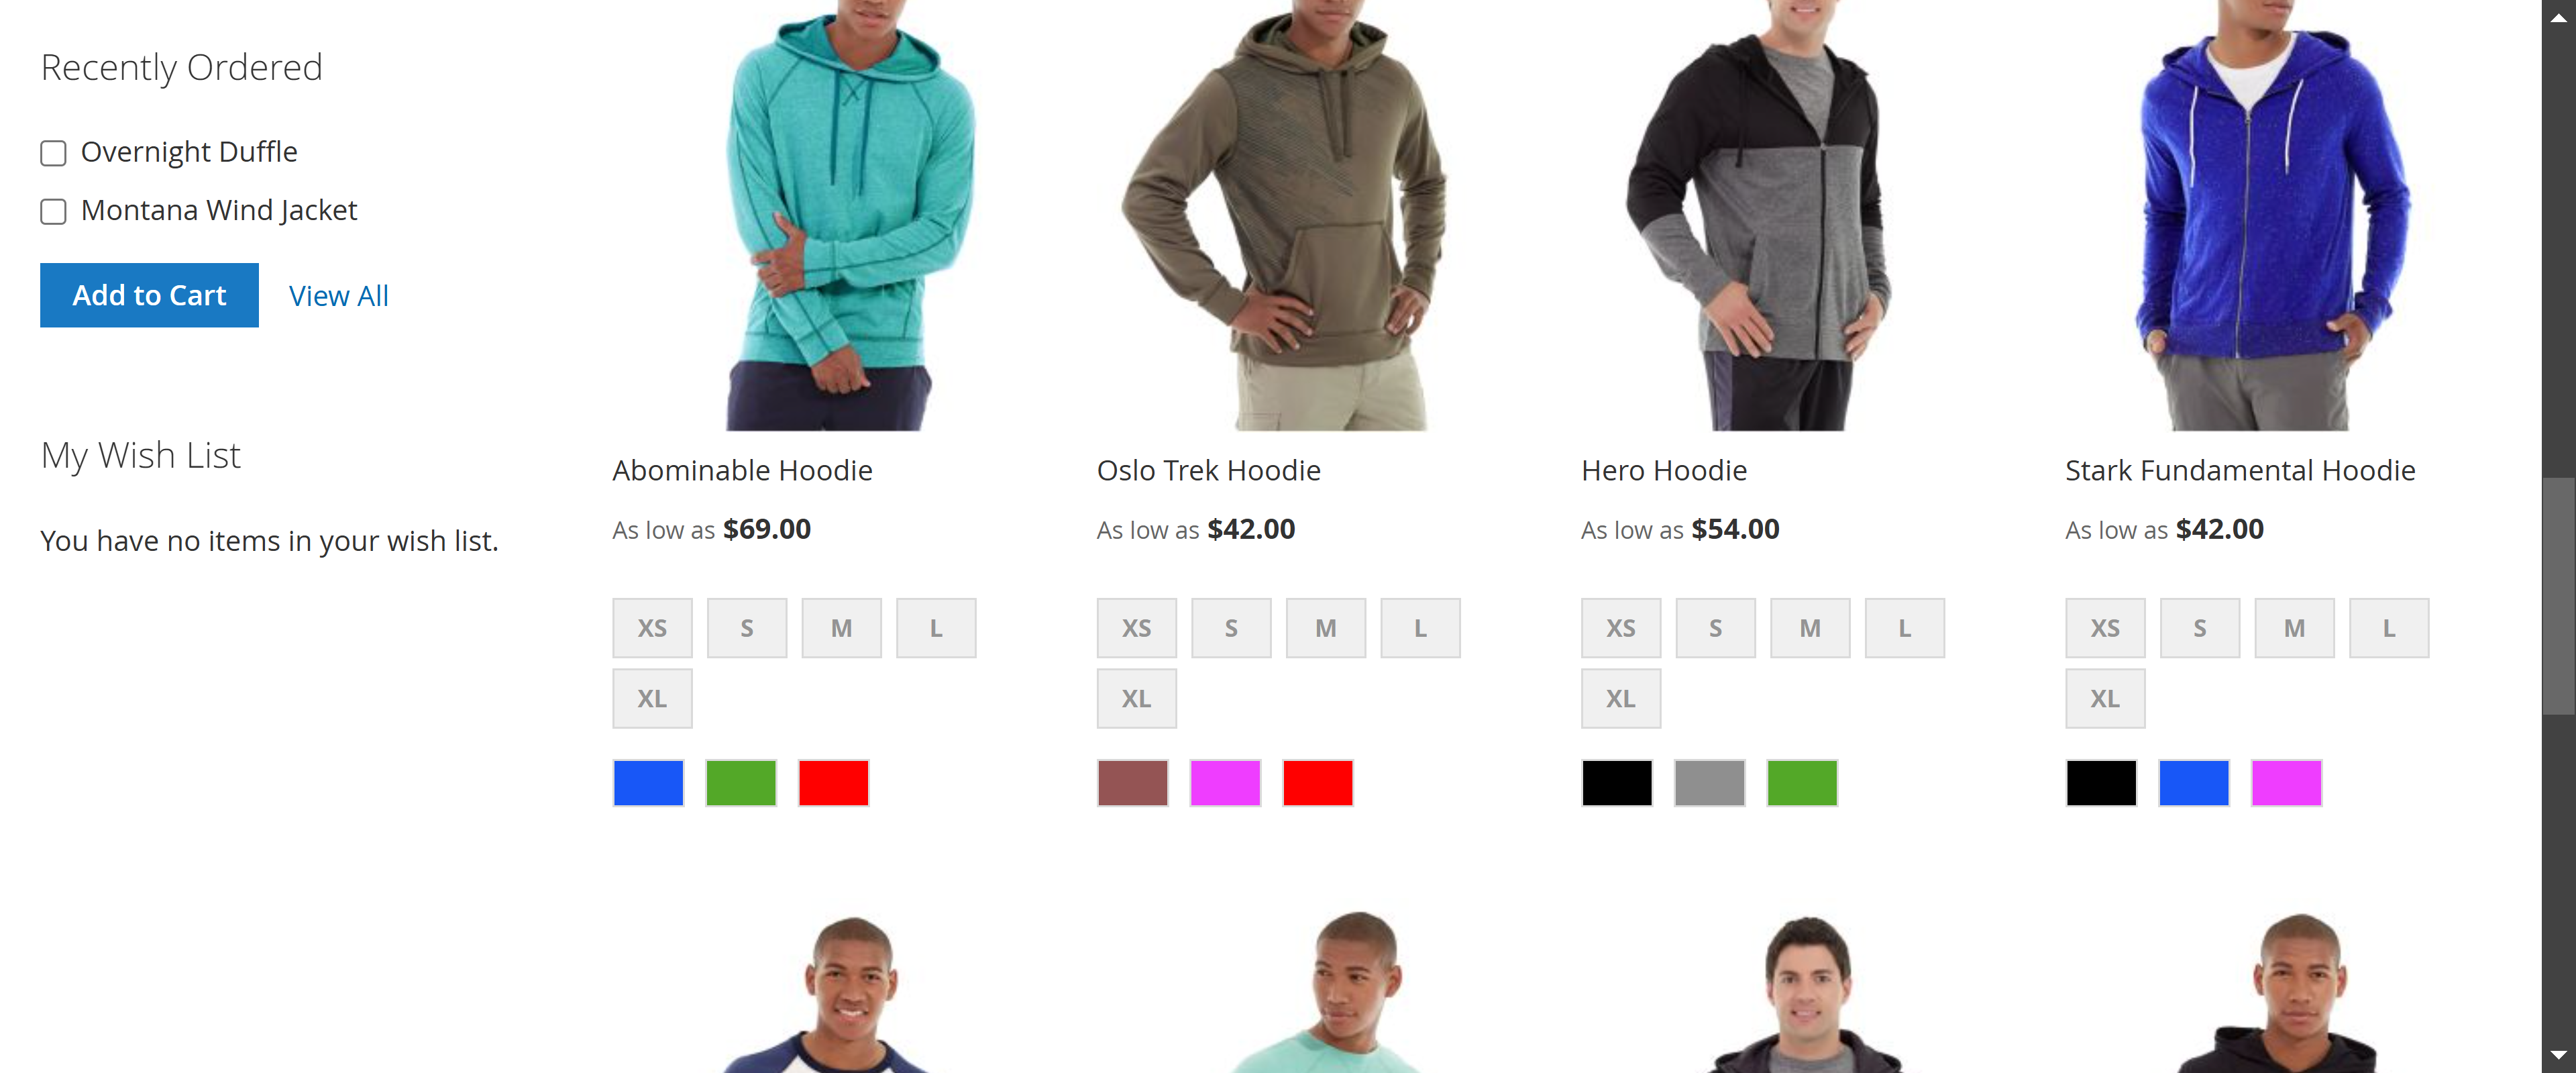 Recently Ordered
Overnight Duffle
Montana Wind Jacket
Add to Cart
View All
My Wish List
You have no items in your wish list.
Abominable Hoodie
As low as $69.00
XS S M L
XL
Oslo Trek Hoodie
As low as $42.00
XS S M L
XL
Hero Hoodie
As low as $54.00
XS S M L
XL
Stark Fundamental Hoodie
As low as $42.00
XS S M L
XL